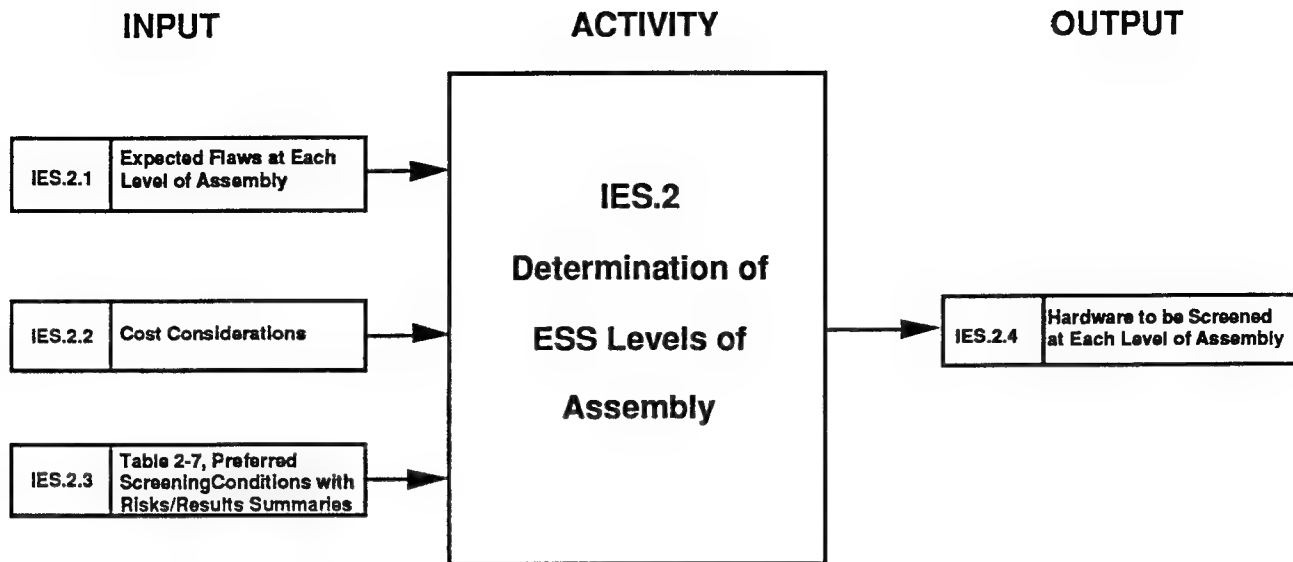 INPUT
ACTIVITY
OUTPUT
IES.2.1
Expected Flaws at Each
Level of Assembly
IES.2.2
Cost Considerations
IES.2.3
Table 2-7, Preferred
ScreeningConditions with
Risks/Results Summaries
IES.2
Determination of
ESS Levels of
Assembly
IES.2.4
Hardware to be Screened
at Each Level of Assembly